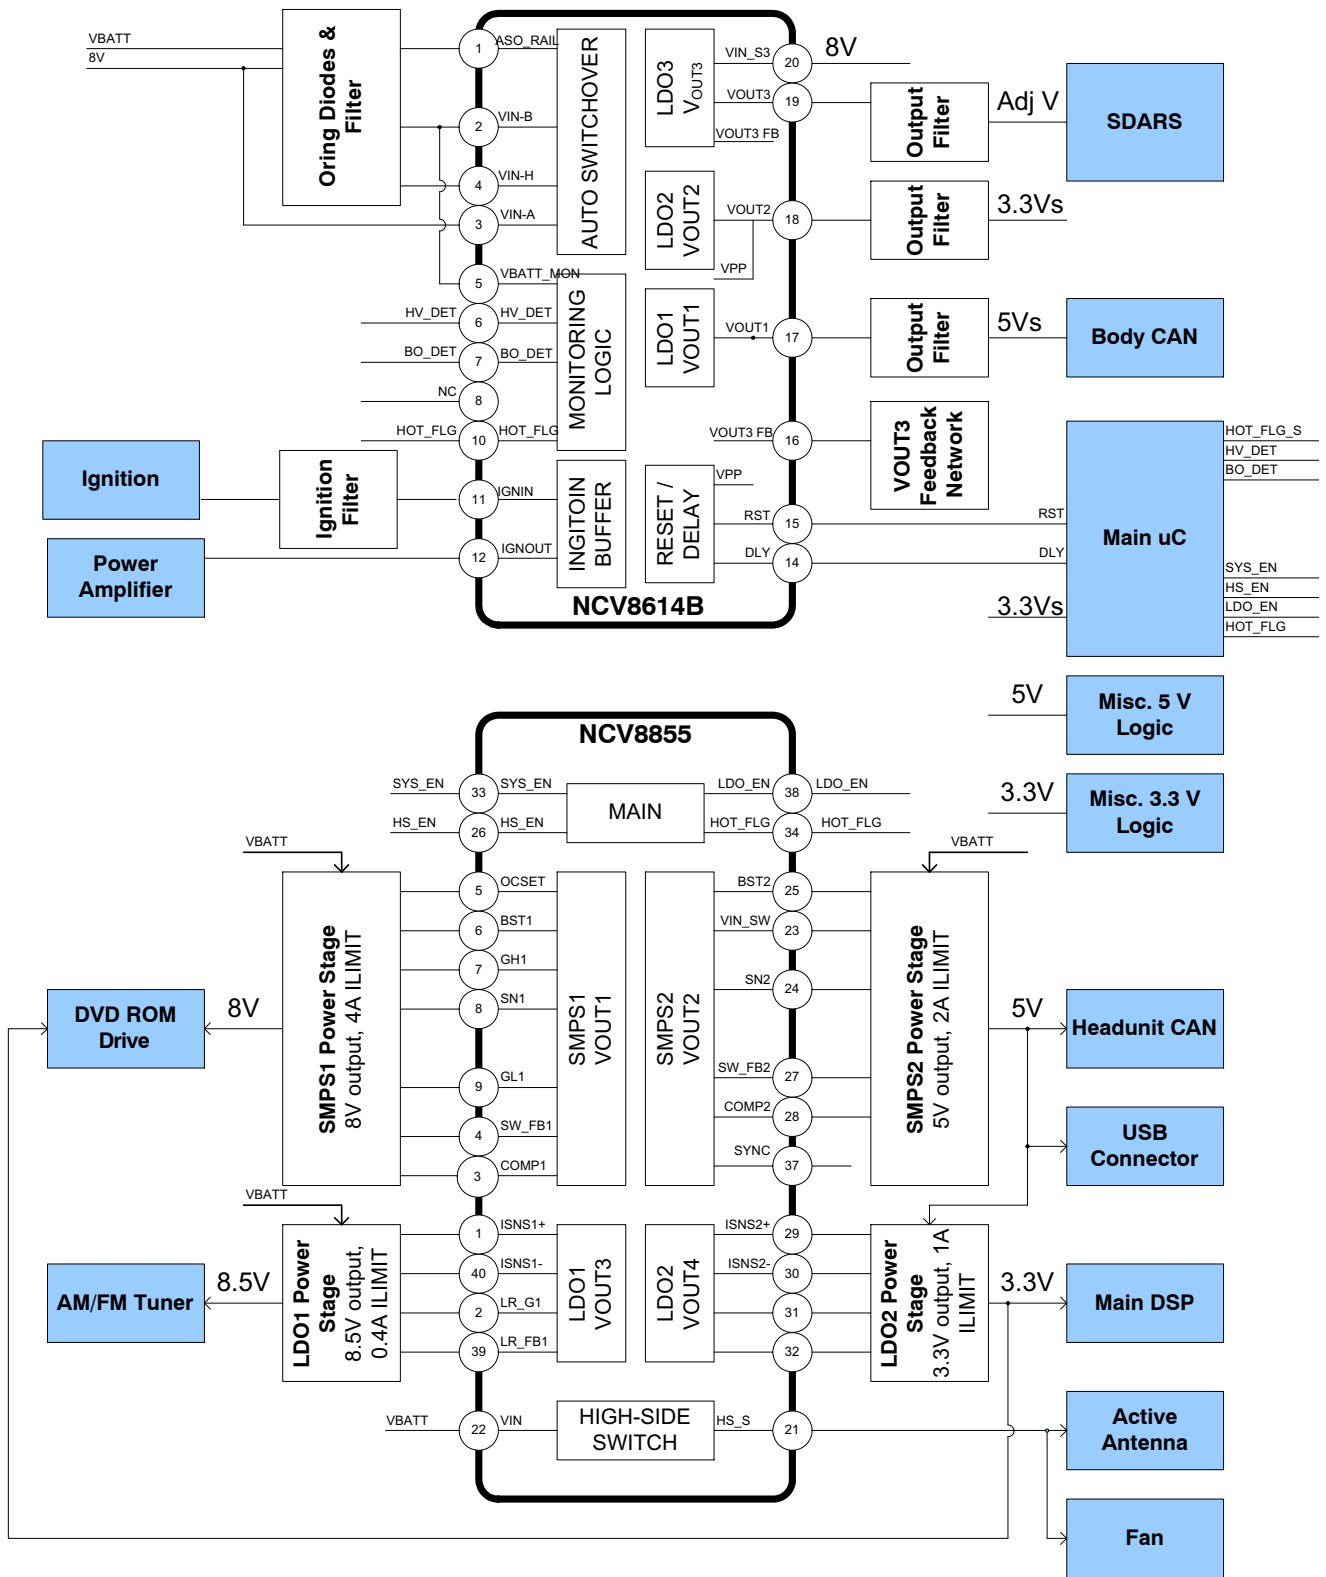 VBATT
8V
Oring Diodes &
Filter
1
ASO_RAIL
2
VIN-B
4
VIN-H
3
VIN-A
AUTO SWITCHOVER
5
VBATT_MON
HV_DET
6
HV_DET
BO_DET
7
BO_DET
NC
8
HOT_FLG
10
HOT_FLG
MONITORING
LOGIC
Ignition
Ignition
Filter
11
IGNIN
Power
Amplifier
12
IGNOUT
INGITOIN
BUFFER
LDO3
VOUT3
VIN_S3
20
8V
VOUT3
19
VOUT3 FB
Output
Filter
Adj V
SDARS
LDO2
VOUT2
VOUT2
18
VPP
Output
Filter
3.3Vs
LDO1
VOUT1
VOUT1
17
Output
Filter
5Vs
Body CAN
VOUT3 FB
16
VOUT3
Feedback
Network
RESET /
DELAY
VPP
RST
15
RST
DLY
14
DLY
3.3Vs
Main uC
HOT_FLG_S
HV_DET
BO_DET
SYS_EN
HS_EN
LDO_EN
HOT_FLG
NCV8614B
5V
Misc. 5 V
Logic
3.3V
Misc. 3.3 V
Logic
NCV8855
SYS_EN
33
SYS_EN
HS_EN
26
HS_EN
MAIN
LDO_EN
38
LDO_EN
HOT_FLG
34
HOT_FLG
VBATT
SMPS1 Power Stage
8V output, 4A ILIMIT
8V
DVD ROM
Drive
5
OCSET
6
BST1
7
GH1
8
SN1
9
GL1
4
SW_FB1
3
COMP1
SMPS1
VOUT1
SMPS2
VOUT2
BST2
25
VIN_SW
23
SN2
24
SW_FB2
27
COMP2
28
SYNC
37
VBATT
SMPS2 Power Stage
5V output, 2A ILIMIT
5V
Headunit CAN
USB
Connector
VBATT
LDO1 Power
Stage
8.5V output,
0.4A ILIMIT
8.5V
AM/FM Tuner
1
ISNS1+
40
ISNS1-
2
LR_G1
39
LR_FB1
LDO1
VOUT3
LDO2
VOUT4
ISNS2+
29
ISNS2-
30
31
32
LDO2 Power
Stage
3.3V output, 1A
ILIMIT
3.3V
Main DSP
VBATT
22
VIN
HIGH-SIDE
SWITCH
HS_S
21
Active
Antenna
Fan